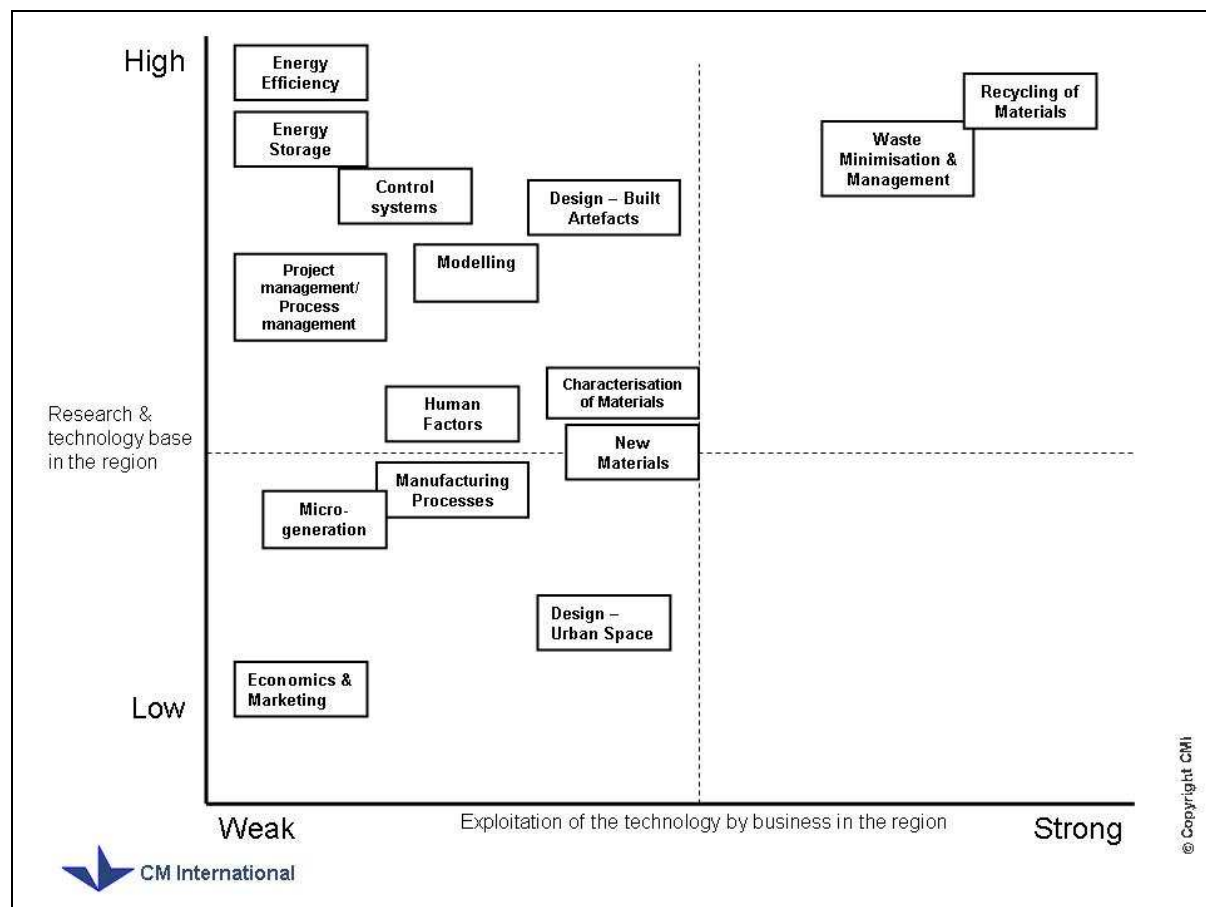 High
Energy
Efficiency
Recycling of
Materials
Energy
Storage
Waste
Minimisation &
Management
Control
systems
Design – Built
Artefacts
Modelling
Project
management/
Process
management
Characterisation
of Materials
Human
Factors
Research &
technology base
in the region
New
Materials
Manufacturing
Processes
Micro-
generation
Design –
Urban Space
Economics &
Marketing
Low
Weak
Exploitation of the technology by business in the region
Strong
© Copyright CMI
CM International